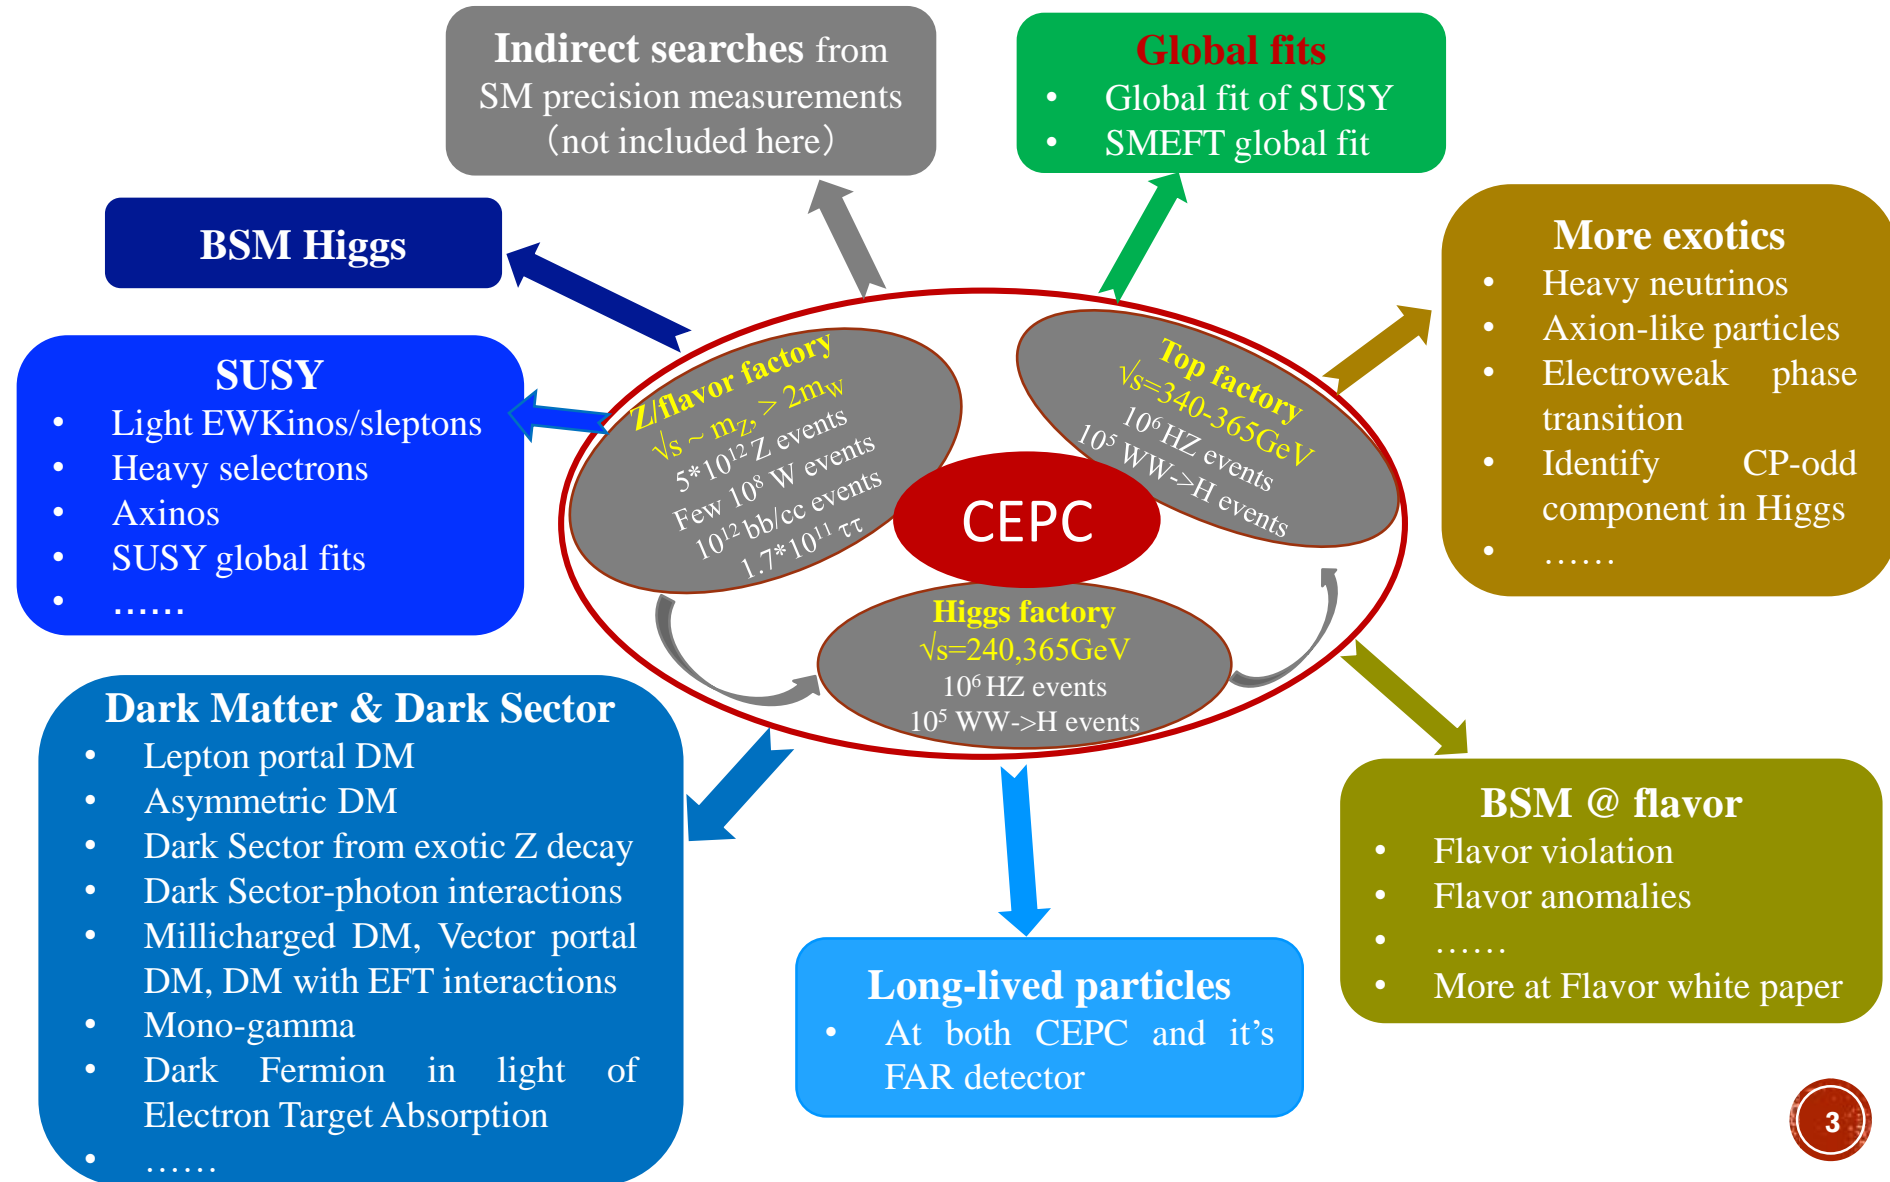 Indirect searches from
SM precision measurements
（not included here）
Global fits
• Global fit of SUSY
• SMEFT global fit
BSM Higgs
More exotics
• Heavy neutrinos
• Axion-like particles
• Electroweak phase
transition
• Identify CP-odd
component in Higgs
• ……
SUSY
• Light EWKinos/sleptons
• Heavy selectrons
• Axinos
• SUSY global fits
• ……
Z/flavor factory
√s ~ m_Z, > 2m_W
5*10¹² Z events
Few 10⁸ W events
10¹² bb/cc events
1.7*10¹¹ ττ
Top factory
√s=340-365GeV
10⁶ HZ events
10⁵ WW->H events
CEPC
Higgs factory
√s=240,365GeV
10⁶ HZ events
10⁵ WW->H events
Dark Matter & Dark Sector
• Lepton portal DM
• Asymmetric DM
• Dark Sector from exotic Z decay
• Dark Sector-photon interactions
• Millicharged DM, Vector portal
DM, DM with EFT interactions
• Mono-gamma
• Dark Fermion in light of
Electron Target Absorption
• ……
Long-lived particles
• At both CEPC and it’s
FAR detector
BSM @ flavor
• Flavor violation
• Flavor anomalies
• ……
• More at Flavor white paper
3